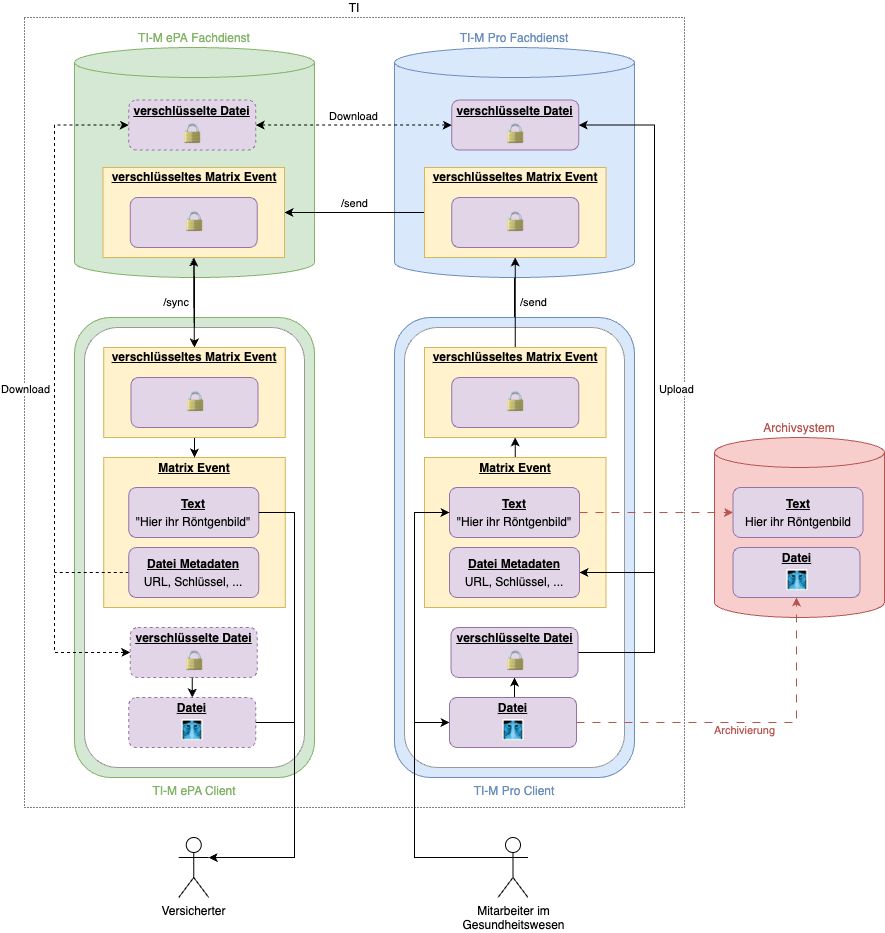 TI
TI-M ePA Fachdienst
TI-M Pro Fachdienst
verschlüsselte Datei
Download
verschlüsselte Datei
verschlüsseltes Matrix Event
/send
verschlüsseltes Matrix Event
/sync
/send
verschlüsseltes Matrix Event
verschlüsseltes Matrix Event
Download
Upload
Archivsystem
Matrix Event
Text
"Hier ihr Röntgenbild"
Datei Metadaten
URL, Schlüssel, ...
Matrix Event
Text
"Hier ihr Röntgenbild"
Datei Metadaten
URL, Schlüssel, ...
Text
Hier ihr Röntgenbild
Datei
verschlüsselte Datei
Datei
verschlüsselte Datei
Datei
Archivierung
TI-M ePA Client
TI-M Pro Client
Versicherter
Mitarbeiter im
Gesundheitswesen